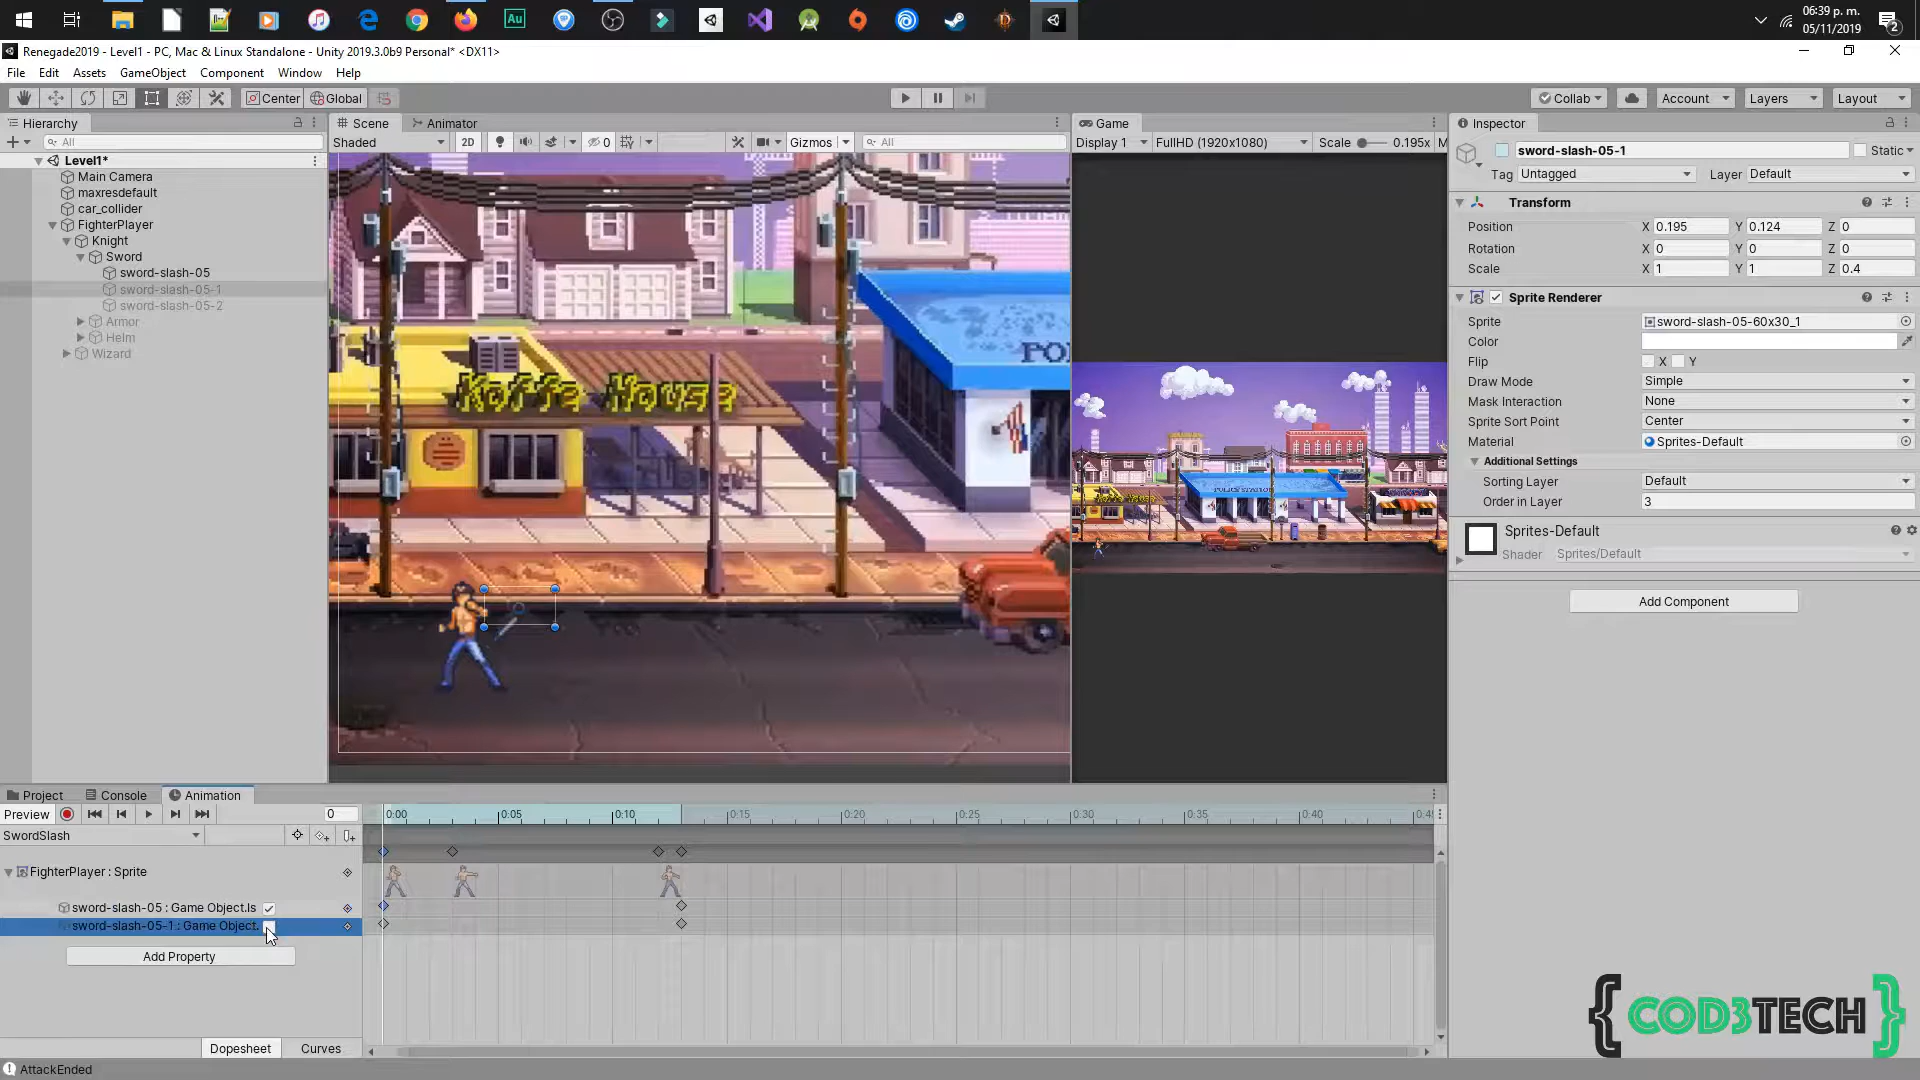 06:39 p. m.
05/11/2019
2
Renegade2019 - Level1 - PC, Mac & Linux Standalone - Unity 2019.3.0b9 Personal* <DX11>
File Edit Assets GameObject Component Window Help
Center Global Collab Account Layers Layout
Hierarchy
All
Level1*
Main Camera
maxresdefault
car_collider
FighterPlayer
Knight
Sword
sword-slash-05
sword-slash-05-1
sword-slash-05-2
Armor
Helm
Wizard
Scene Animator
Shaded 2D 0 Gizmos All
Koffe House
PO
Game
Display 1 FullHD (1920x1080) Scale 0.195x M
Inspector
sword-slash-05-1 Static
Tag Untagged Layer Default
Transform
Position X 0.195 Y 0.124 Z 0
Rotation X 0 Y 0 Z 0
Scale X 1 Y 1 Z 0.4
Sprite Renderer
Sprite sword-slash-05-60x30_1
Color
Flip X Y
Draw Mode Simple
Mask Interaction None
Sprite Sort Point Center
Material Sprites-Default
Additional Settings
Sorting Layer Default
Order in Layer 3
Sprites-Default
Shader Sprites/Default
Add Component
Project Console Animation
Preview 0
0:00 0:05 0:10 0:15 0:20 0:25 0:30 0:35 0:40
SwordSlash
FighterPlayer : Sprite
sword-slash-05 : Game Object.Is
sword-slash-05-1 : Game Object.
Add Property
Dopesheet Curves
AttackEnded
{COD3TECH}